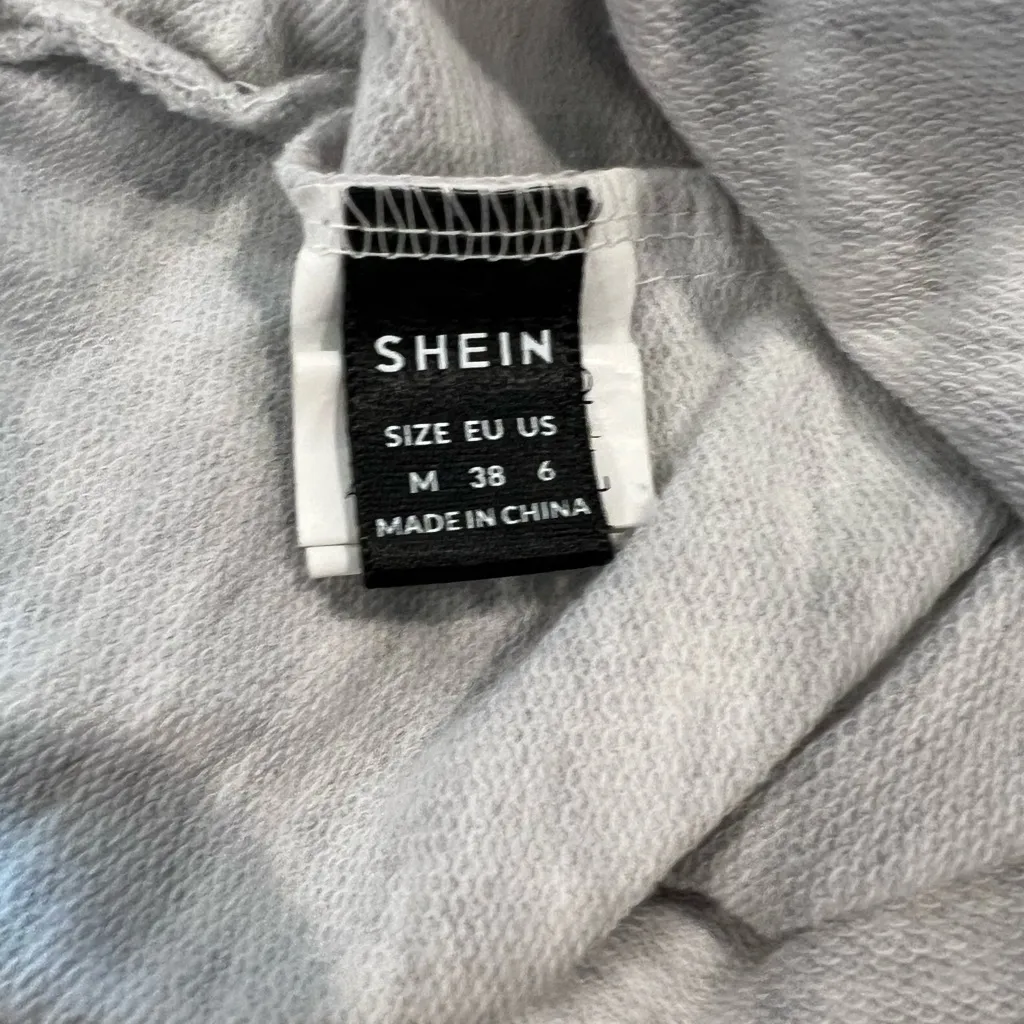 SHEIN
SIZE EU US
M 38 6
MADE IN CHINA